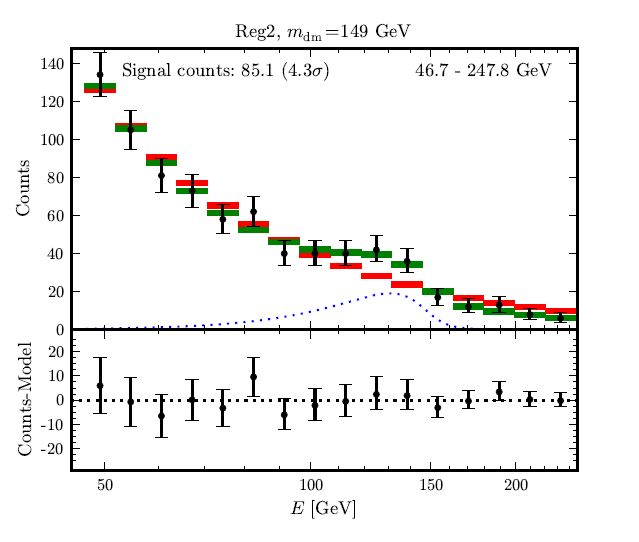 Reg2, m_dm=149 GeV
Signal counts: 85.1 (4.3σ) 46.7 - 247.8 GeV
Counts
140
120
100
80
60
40
20
0
Counts-Model
20
10
0
-10
-20
50 100 150 200
E [GeV]